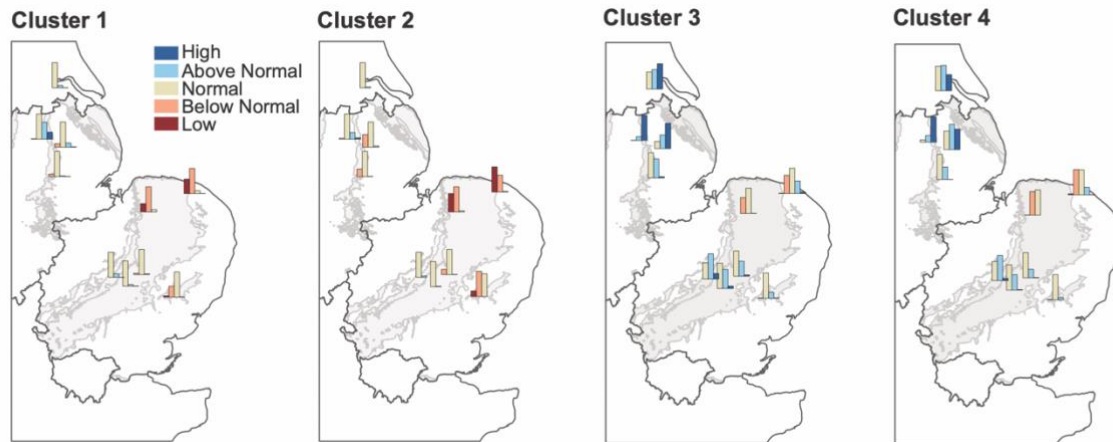 Cluster 1
Cluster 2
Cluster 3
Cluster 4
High
Above Normal
Normal
Below Normal
Low